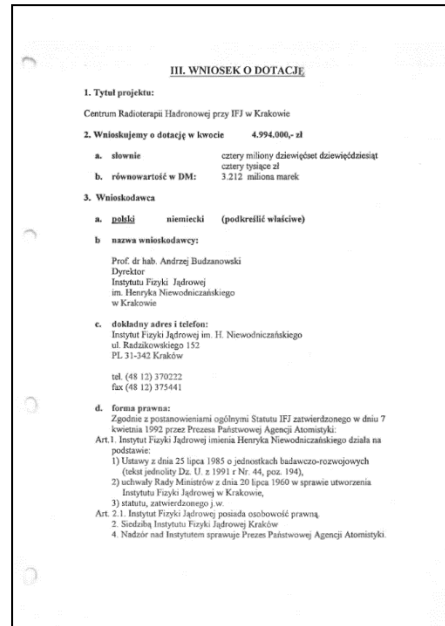 III. WNIOSEK O DOTACJĘ
1. Tytuł projektu:
Centrum Radioterapii Hadronowej przy IFJ w Krakowie
2. Wnioskujemy o dotację w kwocie 4.994.000,- zł
a. słownie cztery miliony dziewięćset dziewięćdziesiąt
cztery tysiące zł
b. równowartość w DM: 3.212 miliona marek
3. Wnioskodawca
a. polski niemiecki (podkreślić właściwe)
b nazwa wnioskodawcy:
Prof. dr hab. Andrzej Budzanowski
Dyrektor
Instytutu Fizyki Jądrowej
im. Henryka Niewodniczańskiego
w Krakowie
c. dokładny adres i telefon:
Instytut Fizyki Jądrowej im. H. Niewodniczańskiego
ul. Radzikowskiego 152
PL 31-342 Kraków
tel. (48 12) 370222
fax (48 12) 375441
d. forma prawna:
Zgodnie z postanowieniami ogólnymi Statutu IFJ zatwierdzonego w dniu 7
kwietnia 1992 przez Prezesa Państwowej Agencji Atomistyki:
Art.1. Instytut Fizyki Jądrowej imienia Henryka Niewodniczańskiego działa na
podstawie:
1) Ustawy z dnia 25 lipca 1985 o jednostkach badawczo-rozwojowych
(tekst jednolity Dz. U. z 1991 r Nr. 44, poz. 194),
2) uchwały Rady Ministrów z dnia 20 lipca 1960 w sprawie utworzenia
Instytutu Fizyki Jądrowej w Krakowie,
3) statutu, zatwierdzonego j.w.
Art. 2.1. Instytut Fizyki Jądrowej posiada osobowość prawną,
2. Siedzibą Instytutu Fizyki Jądrowej Kraków
4. Nadzór nad Instytutem sprawuje Prezes Państwowej Agencji Atomistyki.